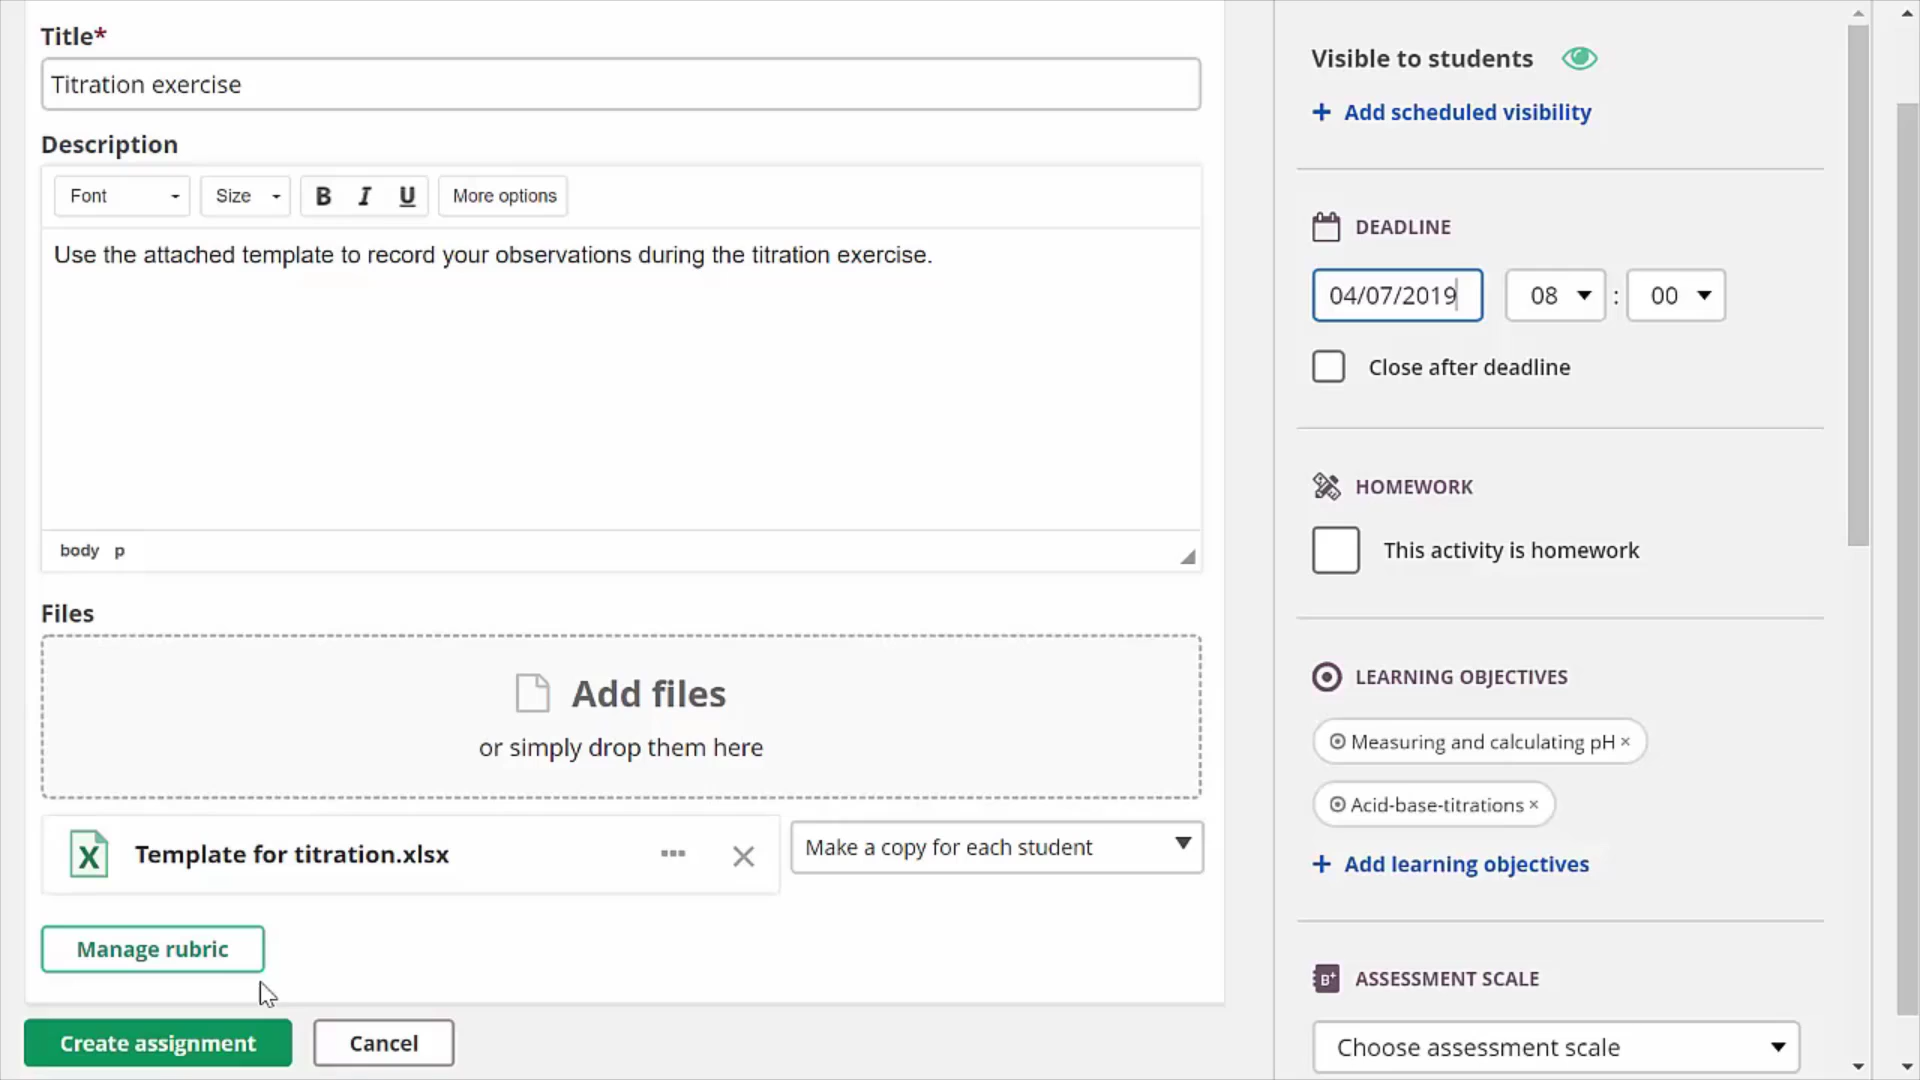 Title*
Titration exercise
Description
Font Size B I U More options
Use the attached template to record your observations during the titration exercise.
body p
Files
Add files
or simply drop them here
Template for titration.xlsx
Make a copy for each student
Manage rubric
Create assignment Cancel
Visible to students
+ Add scheduled visibility
DEADLINE
04/07/2019 08 : 00
Close after deadline
HOMEWORK
This activity is homework
LEARNING OBJECTIVES
Measuring and calculating pH ×
Acid-base-titrations ×
+ Add learning objectives
B+ ASSESSMENT SCALE
Choose assessment scale